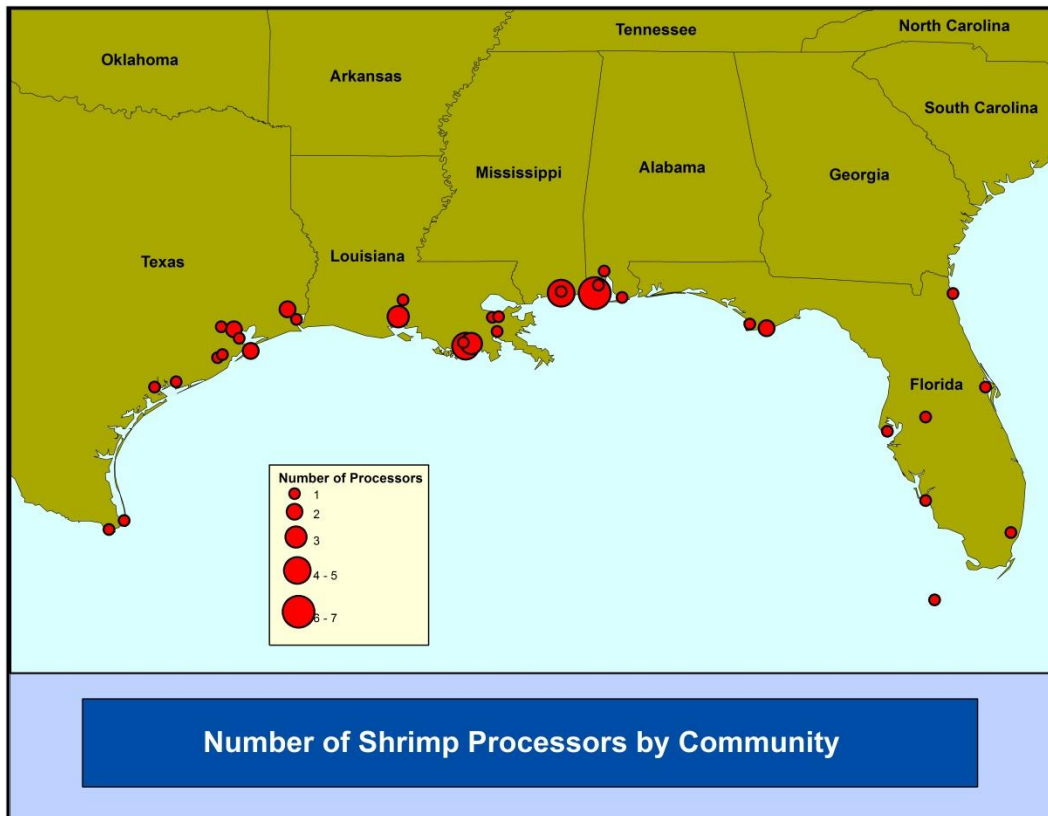 Tennessee
North Carolina
Oklahoma
Arkansas
South Carolina
Mississippi
Alabama
Georgia
Texas
Louisiana
Florida
Number of Processors
1
2
3
4 - 5
6 - 7
Number of Shrimp Processors by Community